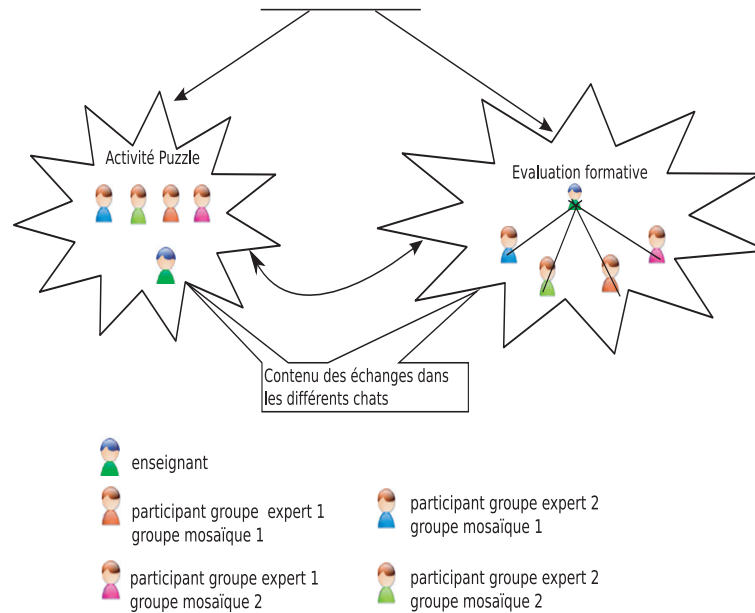 Activité Puzzle
Evaluation formative
Contenu des échanges dans
les différents chats
enseignant
participant groupe expert 1
groupe mosaïque 1
participant groupe expert 2
groupe mosaïque 1
participant groupe expert 1
groupe mosaïque 2
participant groupe expert 2
groupe mosaïque 2